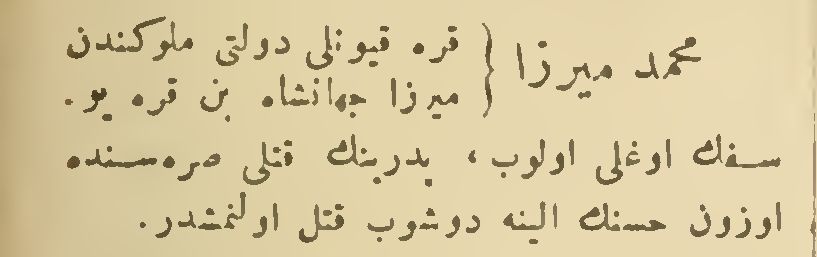 محمد میرزا { قره قیونلی دولتی ملوکندن
میرزا جهانشاه بن قره یو.
سفك اوغلی اولوب، پدرینك قتلی صره‌سنده
اوزون حسنك الینه دوشوب قتل اولنمشدر.